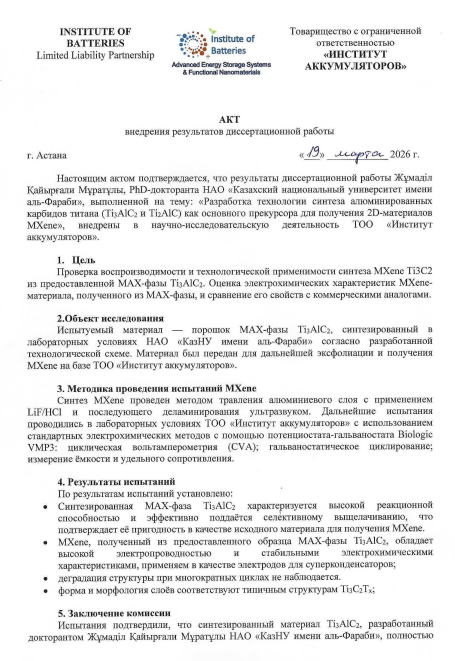 INSTITUTE OF
BATTERIES
Limited Liability Partnership
Institute of
Batteries
Advanced Energy Storage Systems
& Functional Nanomaterials
Товарищество с ограниченной
ответственностью
«ИНСТИТУТ
АККУМУЛЯТОРОВ»
АКТ
внедрения результатов диссертационной работы
г. Астана
«19» марта 2026 г.
Настоящим актом подтверждается, что результаты диссертационной работы Жұмаділ
Қайырғали Мұратұлы, PhD-докторанта НАО «Казахский национальный университет имени
аль-Фараби», выполненной на тему: «Разработка технологии синтеза алюминированных
карбидов титана (Ti₃AlC₂ и Ti₂AlC) как основного прекурсора для получения 2D-материалов
MXene», внедрены в научно-исследовательскую деятельность ТОО «Институт
аккумуляторов».
1. Цель
Проверка воспроизводимости и технологической применимости синтеза MXene Ti3C2
из предоставленной MAX-фазы Ti₃AlC₂. Оценка электрохимических характеристик MXene-
материала, полученного из MAX-фазы, и сравнение его свойств с коммерческими аналогами.
2.Объект исследования
Испытуемый материал — порошок MAX-фазы Ti₃AlC₂, синтезированный в
лабораторных условиях НАО «КазНУ имени аль-Фараби» согласно разработанной
технологической схеме. Материал был передан для дальнейшей эксфолиации и получения
MXene на базе ТОО «Институт аккумуляторов».
3. Методика проведения испытаний MXene
Синтез MXene проведен методом травления алюминиевого слоя с применением
LiF/HCl и последующего деламинирования ультразвуком. Дальнейшие испытания
проводились в лабораторных условиях ТОО «Институт аккумуляторов» с использованием
стандартных электрохимических методов с помощью потенциостата-гальваностата Biologic
VMP3: циклическая вольтамперометрия (CVA); гальваностатическое циклирование;
измерение ёмкости и удельного сопротивления.
4. Результаты испытаний
По результатам испытаний установлено:
• Синтезированная MAX-фаза Ti₃AlC₂ характеризуется высокой реакционной
способностью и эффективно поддаётся селективному выщелачиванию, что
подтверждает её пригодность в качестве исходного материала для получения MXene.
• MXene, полученный из предоставленного образца MAX-фазы Ti₃AlC₂, обладает
высокой электропроводностью и стабильными электрохимическими
характеристиками, применяем в качестве электродов для суперконденсаторов;
• деградация структуры при многократных циклах не наблюдается.
• форма и морфология слоёв соответствуют типичным структурам Ti₃C₂Tₓ;
5. Заключение комиссии
Испытания подтвердили, что синтезированный материал Ti₃AlC₂, разработанный
докторантом Жұмаділ Қайырғали Мұратұлы НАО «КазНУ имени аль-Фараби», полностью